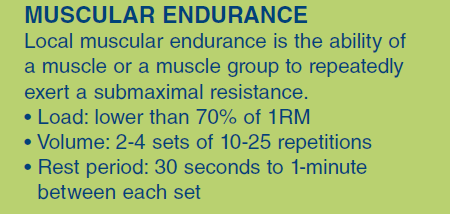 MUSCULAR ENDURANCE
Local muscular endurance is the ability of
a muscle or a muscle group to repeatedly
exert a submaximal resistance.
• Load: lower than 70% of 1RM
• Volume: 2-4 sets of 10-25 repetitions
• Rest period: 30 seconds to 1-minute
between each set